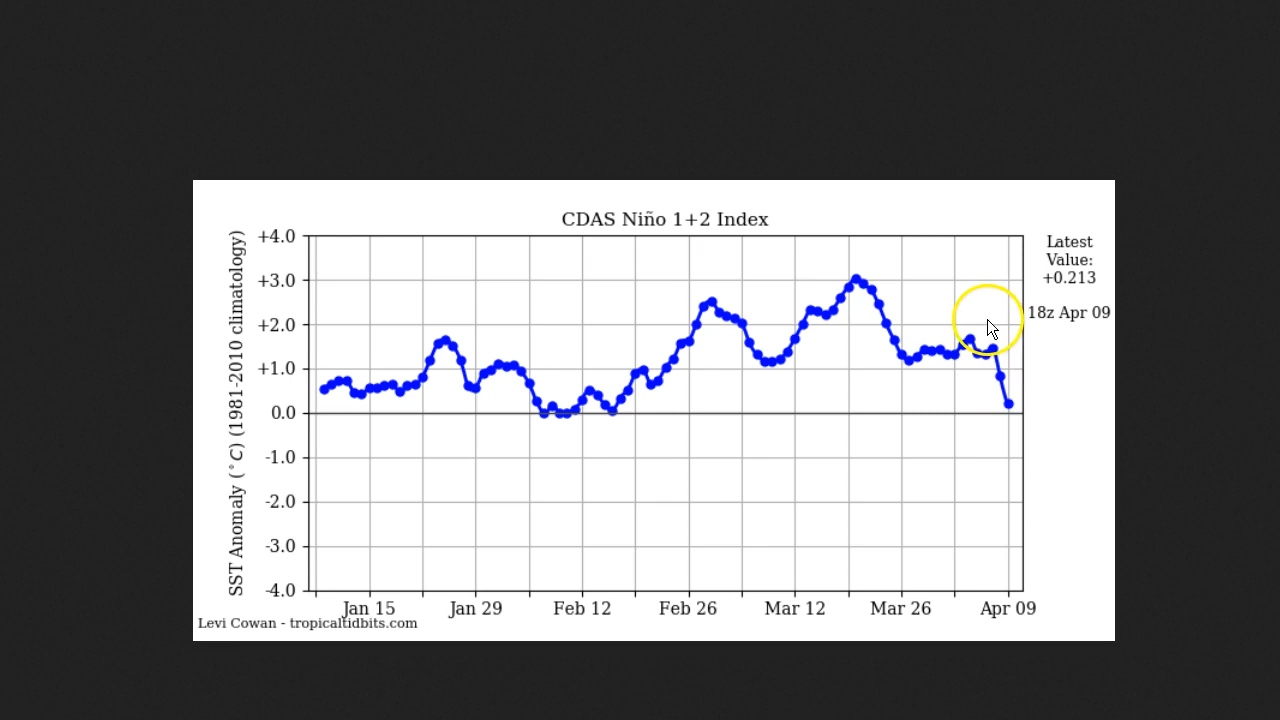 CDAS Niño 1+2 Index
SST Anomaly (°C) (1981-2010 climatology)
+4.0
+3.0
+2.0
+1.0
0.0
-1.0
-2.0
-3.0
-4.0
Jan 15
Jan 29
Feb 12
Feb 26
Mar 12
Mar 26
Apr 09
Latest
Value:
+0.213
18z Apr 09
Levi Cowan - tropicaltidbits.com